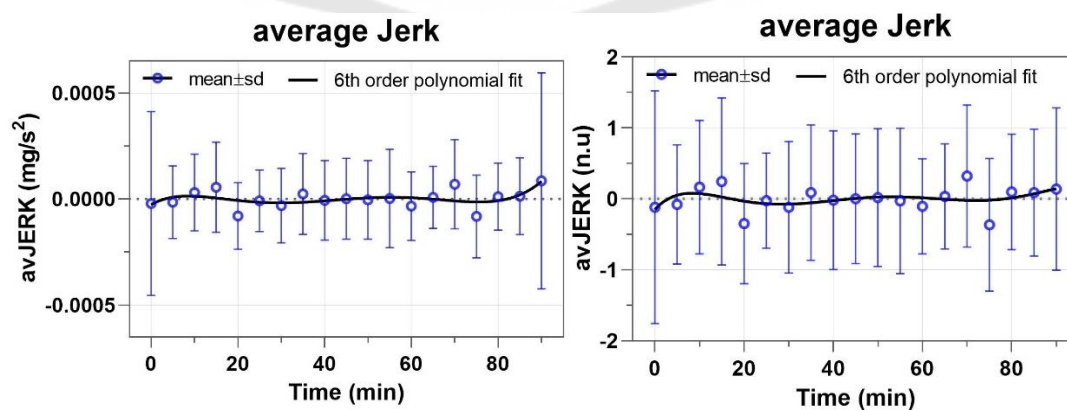 average Jerk
mean±sd 6th order polynomial fit
avJERK (mg/s²)
0.0005
0.0000
-0.0005
0 20 40 60 80
Time (min)
average Jerk
mean±sd 6th order polynomial fit
avJERK (n.u)
2
1
0
-1
-2
0 20 40 60 80
Time (min)